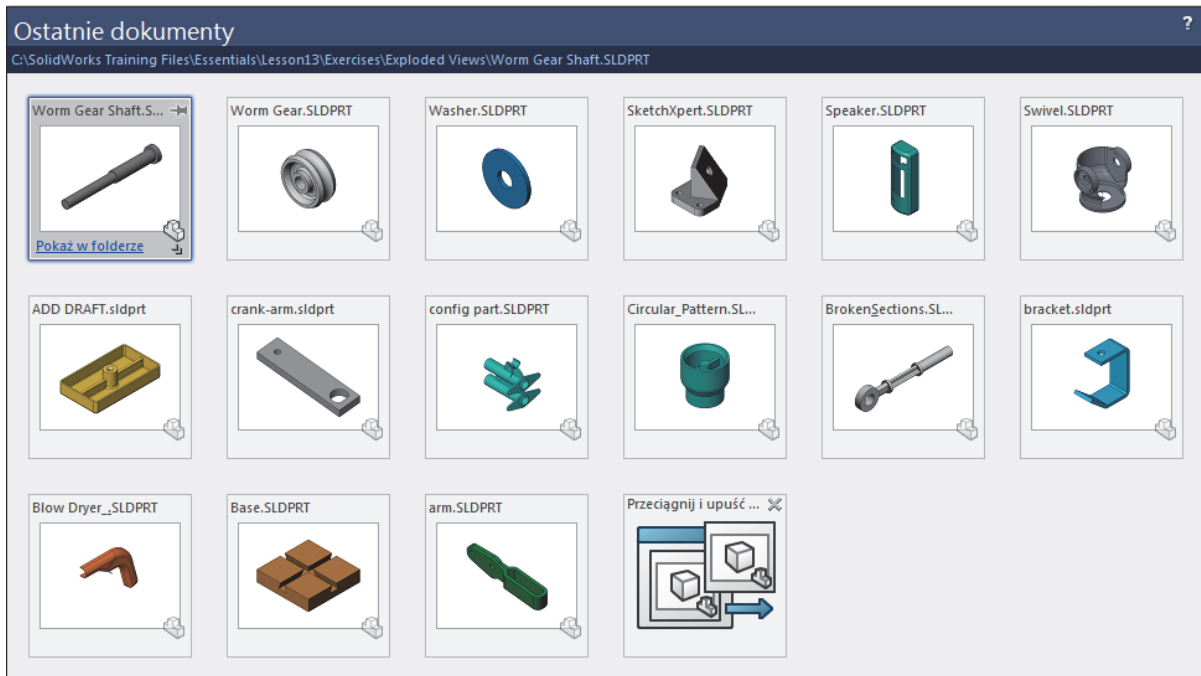 Ostatnie dokumenty
?
C:\SolidWorks Training Files\Essentials\Lesson13\Exercises\Exploded Views\Worm Gear Shaft.SLDPRT
Worm Gear Shaft.S...
Worm Gear.SLDPRT
Washer.SLDPRT
SketchXpert.SLDPRT
Speaker.SLDPRT
Swivel.SLDPRT
Pokaż w folderze
ADD DRAFT.sldprt
crank-arm.sldprt
config part.SLDPRT
Circular_Pattern.SL...
BrokenSections.SL...
bracket.sldprt
Blow Dryer_.SLDPRT
Base.SLDPRT
arm.SLDPRT
Przeciągnij i upuść ...